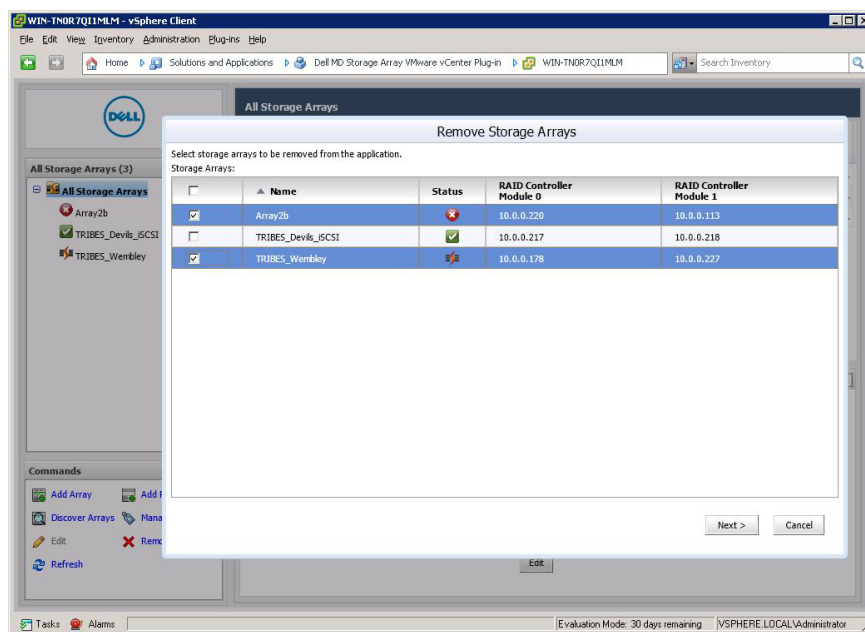 WIN-TN0R7QI1MLM - vSphere Client
File Edit View Inventory Administration Plug-ins Help
Home Solutions and Applications Dell MD Storage Array VMware vCenter Plug-in WIN-TN0R7QI1MLM Search Inventory
DELL
All Storage Arrays
Remove Storage Arrays
Select storage arrays to be removed from the application.
Storage Arrays:
All Storage Arrays (3)
All Storage Arrays
Array2b
TRIBES_Devils_iSCSI
TRIBES_Wembley
Name Status RAID Controller Module 0 RAID Controller Module 1
Array2b 10.0.0.220 10.0.0.113
TRIBES_Devils_iSCSI 10.0.0.217 10.0.0.218
TRIBES_Wembley 10.0.0.178 10.0.0.227
Commands
Add Array Add
Discover Arrays Mana
Edit Remo
Refresh
Next > Cancel
Edit
Tasks Alarms Evaluation Mode: 30 days remaining VSPHERE.LOCAL\Administrator